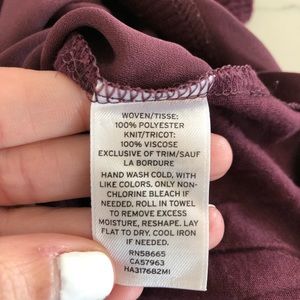 WOVEN/TISSE:
100% POLYESTER
KNIT/TRICOT:
100% VISCOSE
EXCLUSIVE OF TRIM/SAUF
LA BORDURE
HAND WASH COLD, WITH
LIKE COLORS. ONLY NON-
CHLORINE BLEACH IF
NEEDED. ROLL IN TOWEL
TO REMOVE EXCESS
MOISTURE, RESHAPE. LAY
FLAT TO DRY. COOL IRON
IF NEEDED.
RN58665
CA57963
HA317682MI